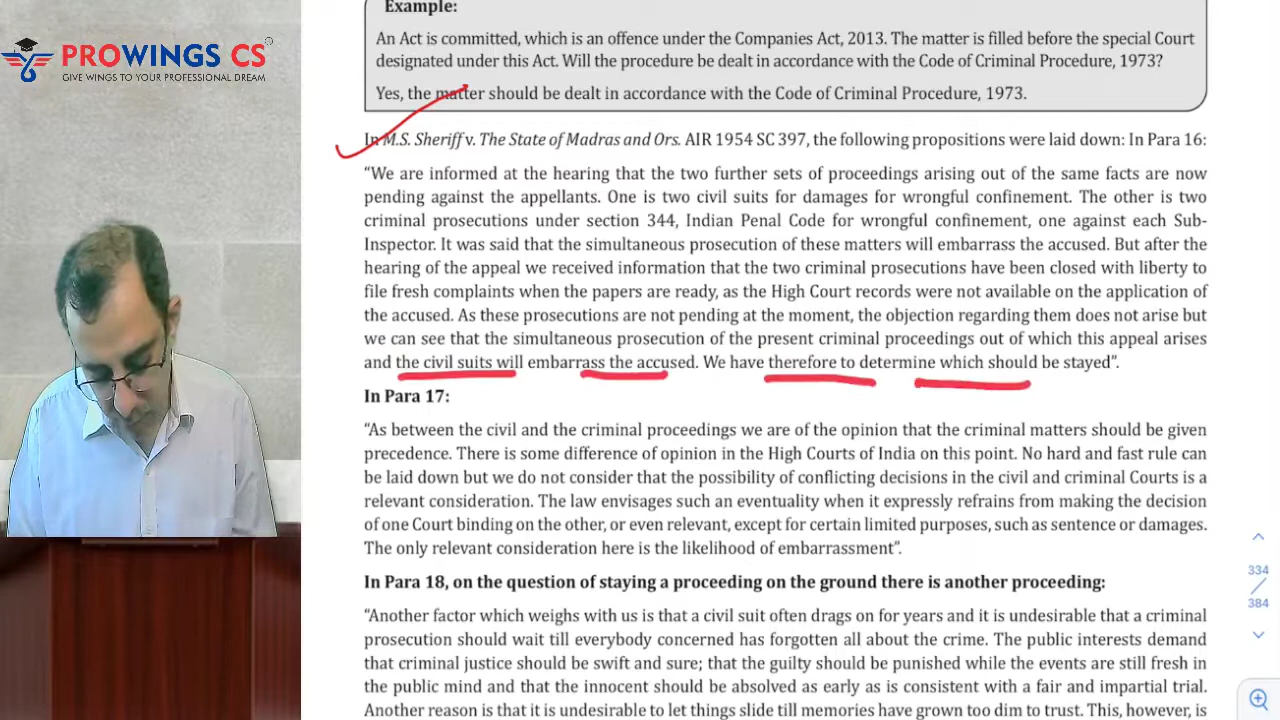 PROWINGS CS
GIVE WINGS TO YOUR PROFESSIONAL DREAM
Example:
An Act is committed, which is an offence under the Companies Act, 2013. The matter is filled before the special Court
designated under this Act. Will the procedure be dealt in accordance with the Code of Criminal Procedure, 1973?
Yes, the matter should be dealt in accordance with the Code of Criminal Procedure, 1973.
In M.S. Sheriff v. The State of Madras and Ors. AIR 1954 SC 397, the following propositions were laid down: In Para 16:
“We are informed at the hearing that the two further sets of proceedings arising out of the same facts are now
pending against the appellants. One is two civil suits for damages for wrongful confinement. The other is two
criminal prosecutions under section 344, Indian Penal Code for wrongful confinement, one against each Sub-
Inspector. It was said that the simultaneous prosecution of these matters will embarrass the accused. But after the
hearing of the appeal we received information that the two criminal prosecutions have been closed with liberty to
file fresh complaints when the papers are ready, as the High Court records were not available on the application of
the accused. As these prosecutions are not pending at the moment, the objection regarding them does not arise but
we can see that the simultaneous prosecution of the present criminal proceedings out of which this appeal arises
and the civil suits will embarrass the accused. We have therefore to determine which should be stayed”.
In Para 17:
“As between the civil and the criminal proceedings we are of the opinion that the criminal matters should be given
precedence. There is some difference of opinion in the High Courts of India on this point. No hard and fast rule can
be laid down but we do not consider that the possibility of conflicting decisions in the civil and criminal Courts is a
relevant consideration. The law envisages such an eventuality when it expressly refrains from making the decision
of one Court binding on the other, or even relevant, except for certain limited purposes, such as sentence or damages.
The only relevant consideration here is the likelihood of embarrassment”.
In Para 18, on the question of staying a proceeding on the ground there is another proceeding:
“Another factor which weighs with us is that a civil suit often drags on for years and it is undesirable that a criminal
prosecution should wait till everybody concerned has forgotten all about the crime. The public interests demand
that criminal justice should be swift and sure; that the guilty should be punished while the events are still fresh in
the public mind and that the innocent should be absolved as early as is consistent with a fair and impartial trial.
Another reason is that it is undesirable to let things slide till memories have grown too dim to trust. This, however, is
334
384